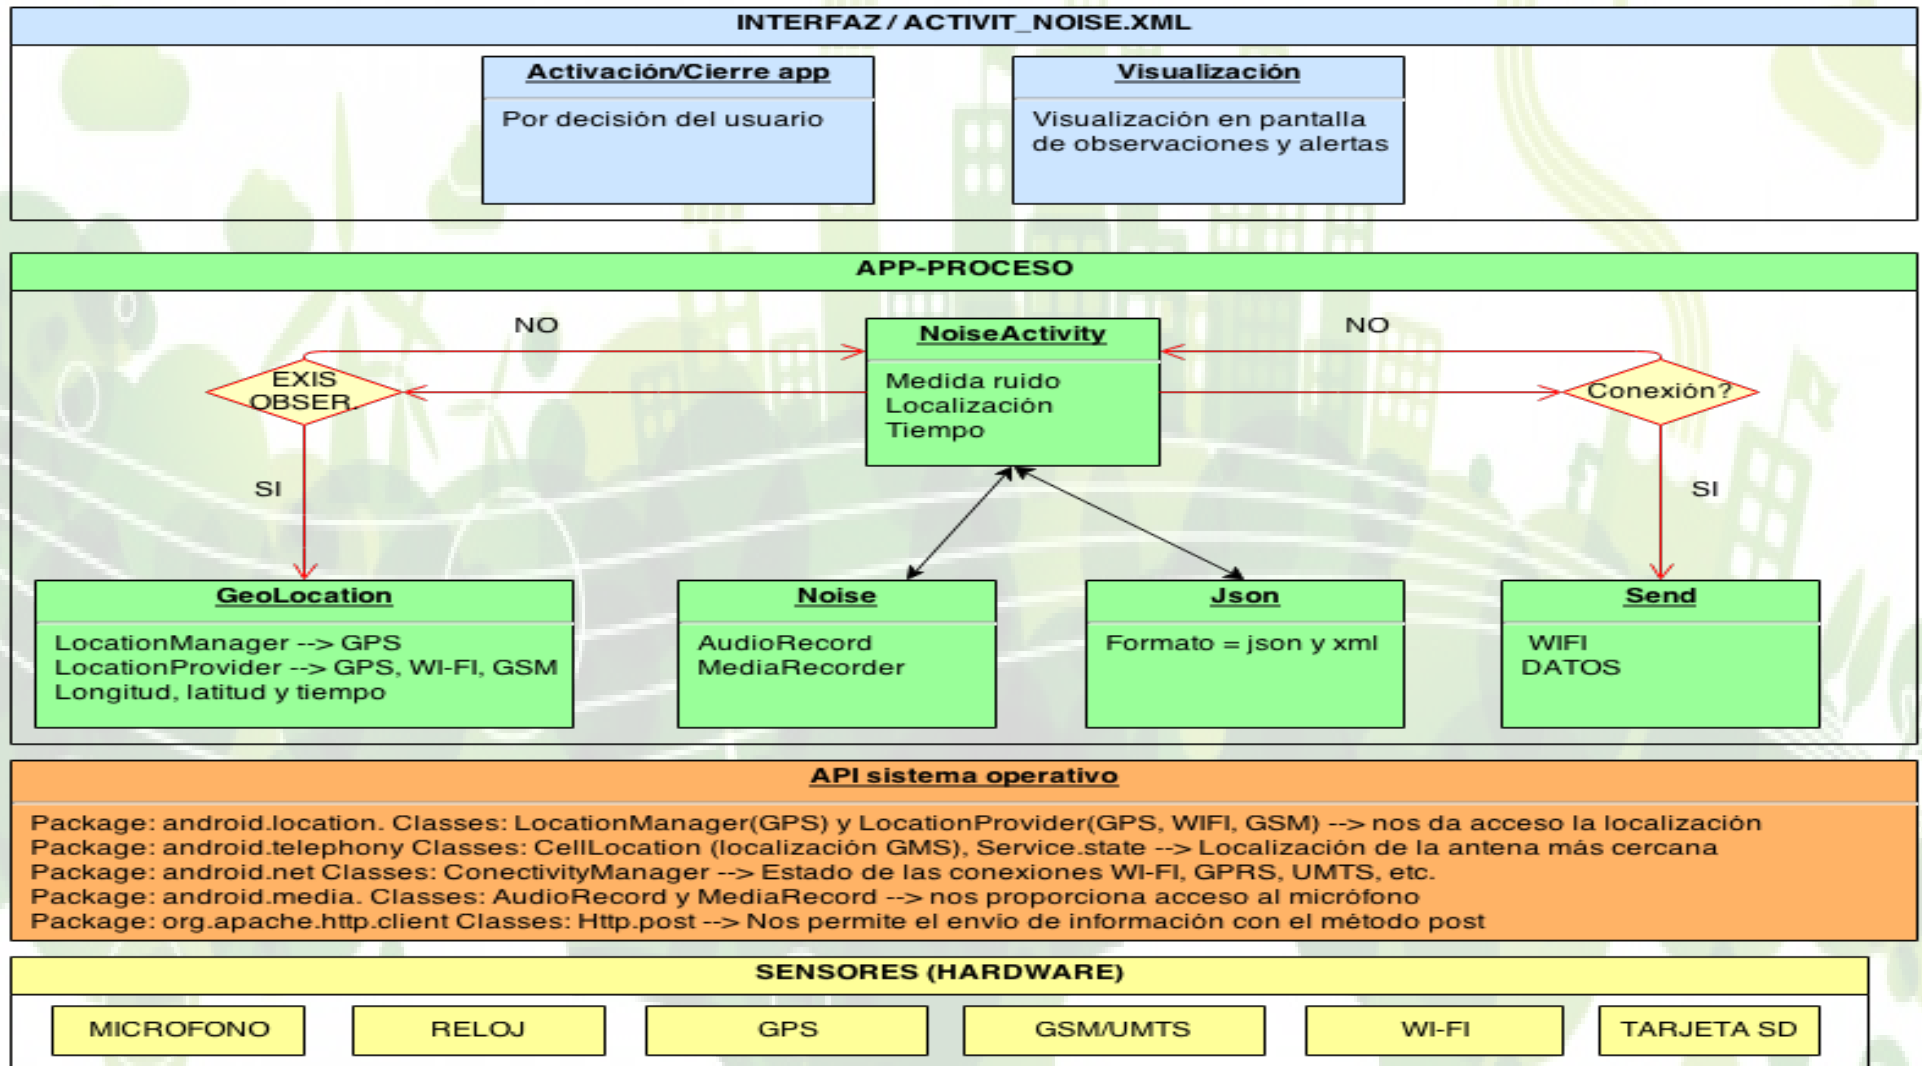 INTERFAZ / ACTIVIT_NOISE.XML
Activación/Cierre app
Por decisión del usuario
Visualización
Visualización en pantalla
de observaciones y alertas
APP-PROCESO
NO
NoiseActivity
NO
EXIS
OBSER.
Medida ruido
Localización
Tiempo
Conexión?
SI
SI
GeoLocation
LocationManager --> GPS
LocationProvider --> GPS, WI-FI, GSM
Longitud, latitud y tiempo
Noise
AudioRecord
MediaRecorder
Json
Formato = json y xml
Send
WIFI
DATOS
API sistema operativo
Package: android.location. Classes: LocationManager(GPS) y LocationProvider(GPS, WIFI, GSM) --> nos da acceso la localización
Package: android.telephony Classes: CellLocation (localización GMS), Service.state --> Localización de la antena más cercana
Package: android.net Classes: ConectivityManager --> Estado de las conexiones WI-FI, GPRS, UMTS, etc.
Package: android.media. Classes: AudioRecord y MediaRecord --> nos proporciona acceso al micrófono
Package: org.apache.http.client Classes: Http.post --> Nos permite el envío de información con el método post
SENSORES (HARDWARE)
MICROFONO
RELOJ
GPS
GSM/UMTS
WI-FI
TARJETA SD